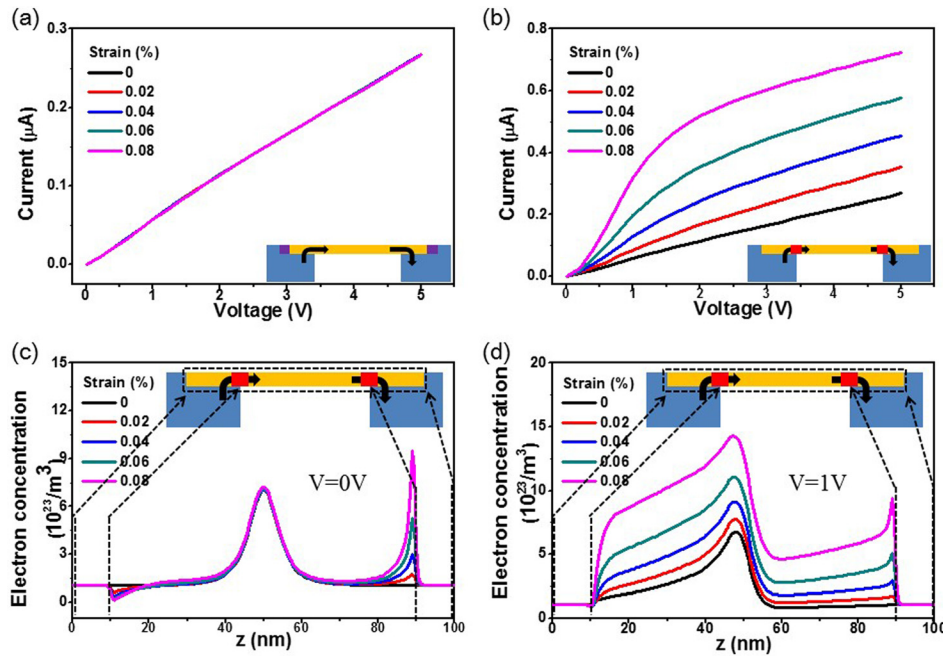 (a)
0.3
0.2
0.1
0.0
Current (μA)
Strain (%)
0
0.02
0.04
0.06
0.08
0 1 2 3 4 5
Voltage (V)
(b)
0.8
0.6
0.4
0.2
0.0
Current (μA)
Strain (%)
0
0.02
0.04
0.06
0.08
0 1 2 3 4 5
Voltage (V)
(c)
15
12
9
6
3
0
Electron concentration
(10²³/m³)
Strain (%)
0
0.02
0.04
0.06
0.08
V=0V
0 20 40 60 80 100
z (nm)
(d)
20
15
10
5
0
Electron concentration
(10²³/m³)
Strain (%)
0
0.02
0.04
0.06
0.08
V=1V
0 20 40 60 80 100
z (nm)